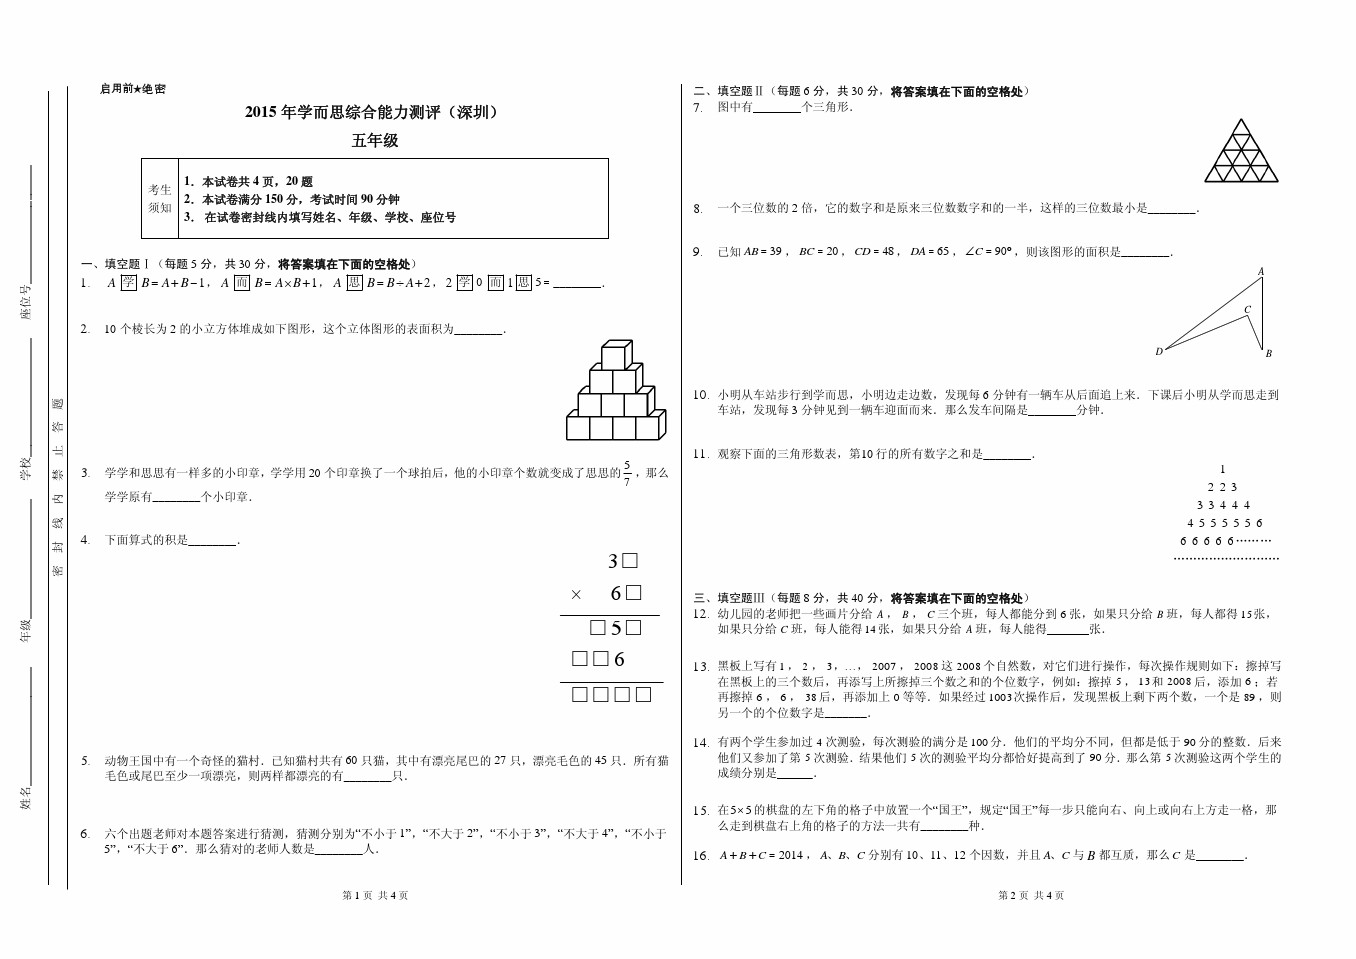 启用前★绝密
2015 年学而思综合能力测评（深圳）
五年级
考生
须知
1．本试卷共 4 页，20 题
2．本试卷满分 150 分，考试时间 90 分钟
3． 在试卷密封线内填写姓名、年级、学校、座位号
一、填空题Ⅰ（每题 5 分，共 30 分，将答案填在下面的空格处）
1. A 学 B = A + B − 1，A 而 B = A × B + 1，A 思 B = B ÷ A + 2，2 学 0 而 1 思 5 = ________．
2. 10 个棱长为 2 的小立方体堆成如下图形，这个立体图形的表面积为________．
3. 学学和思思有一样多的小印章，学学用 20 个印章换了一个球拍后，他的小印章个数就变成了思思的 5/7，那么
学学原有________个小印章．
4. 下面算式的积是________．
3 □
× 6 □
□ 5 □
□ □ 6
□ □ □ □
5. 动物王国中有一个奇怪的猫村．已知猫村共有 60 只猫，其中有漂亮尾巴的 27 只，漂亮毛色的 45 只．所有猫
毛色或尾巴至少一项漂亮，则两样都漂亮的有________只．
6. 六个出题老师对本题答案进行猜测，猜测分别为“不小于 1”，“不大于 2”，“不小于 3”，“不大于 4”，“不小于
5”，“不大于 6”．那么猜对的老师人数是________人．
第 1 页 共 4 页
二、填空题Ⅱ（每题 6 分，共 30 分，将答案填在下面的空格处）
7. 图中有________个三角形．
8. 一个三位数的 2 倍，它的数字和是原来三位数数字和的一半，这样的三位数最小是________．
9. 已知 AB = 39，BC = 20，CD = 48，DA = 65，∠C = 90°，则该图形的面积是________．
A
C
D
B
10. 小明从车站步行到学而思，小明边走边数，发现每 6 分钟有一辆车从后面追上来．下课后小明从学而思走到
车站，发现每 3 分钟见到一辆车迎面而来．那么发车间隔是________分钟．
11. 观察下面的三角形数表，第10 行的所有数字之和是________．
1
2 2 3
3 3 4 4 4
4 5 5 5 5 5 6
6 6 6 6 6 ………
…………………………
三、填空题Ⅲ（每题 8 分，共 40 分，将答案填在下面的空格处）
12. 幼儿园的老师把一些画片分给 A ， B ， C 三个班，每人都能分到 6 张，如果只分给 B 班，每人都得 15 张，
如果只分给 C 班，每人能得 14 张，如果只分给 A 班，每人能得_______张．
13. 黑板上写有 1 ， 2 ， 3 ，…， 2007 ， 2008 这 2008 个自然数，对它们进行操作，每次操作规则如下：擦掉写
在黑板上的三个数后，再添写上所擦掉三个数之和的个位数字，例如：擦掉 5 ， 13 和 2008 后，添加 6 ；若
再擦掉 6 ， 6 ， 38 后，再添加上 0 等等．如果经过 1003 次操作后，发现黑板上剩下两个数，一个是 89 ，则
另一个的个位数字是_______．
14. 有两个学生参加过 4 次测验，每次测验的满分是 100 分．他们的平均分不同，但都是低于 90 分的整数．后来
他们又参加了第 5 次测验．结果他们 5 次的测验平均分都恰好提高到了 90 分．那么第 5 次测验这两个学生的
成绩分别是______．
15. 在 5 × 5 的棋盘的左下角的格子中放置一个“国王”，规定“国王”每一步只能向右、向上或向右上方走一格，那
么走到棋盘右上角的格子的方法一共有________种．
16. A + B + C = 2014 ，A、B、C 分别有 10、11、12 个因数，并且 A、C 与 B 都互质，那么 C 是________．
第 2 页 共 4 页
姓名
年级
学校
座位号
密 封 线 内 禁 止 答 题